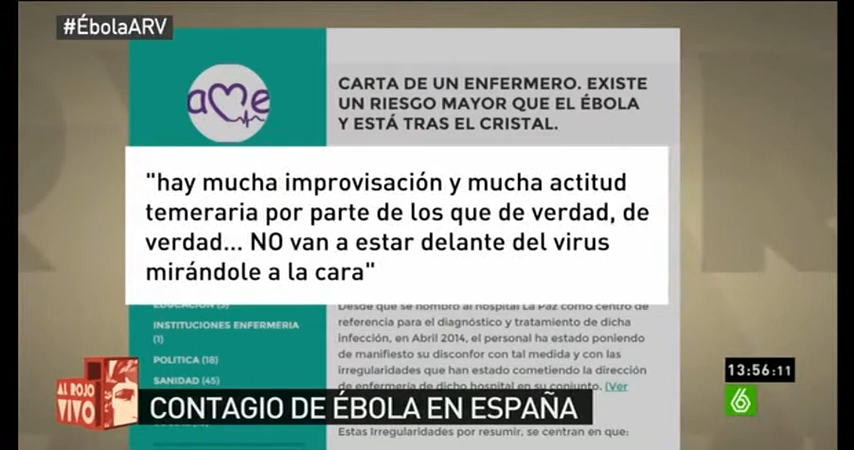 #ÉbolaARV
ame
CARTA DE UN ENFERMERO. EXISTE
UN RIESGO MAYOR QUE EL ÉBOLA
Y ESTÁ TRAS EL CRISTAL.
"hay mucha improvisación y mucha actitud
temeraria por parte de los que de verdad, de
verdad... NO van a estar delante del virus
mirándole a la cara"
EDUCACIÓN
INSTITUCIONES ENFERMERIA
(1)
POLITICA (18)
SANIDAD (45)
Desde que se nombró al hospital La Paz como centro de
referencia para el diagnóstico y tratamiento de dicha
infección, en Abril 2014, el personal ha estado poniendo
de manifiesto su disconfor con tal medida y con las
irregularidades que han estado cometiendo la dirección
de enfermería de dicho hospital en su conjunto. (Ver
Estas Irregularidades por resumir, se centran en que:
AL ROJO
VIVO
CONTAGIO DE ÉBOLA EN ESPAÑA
13:56:11
6